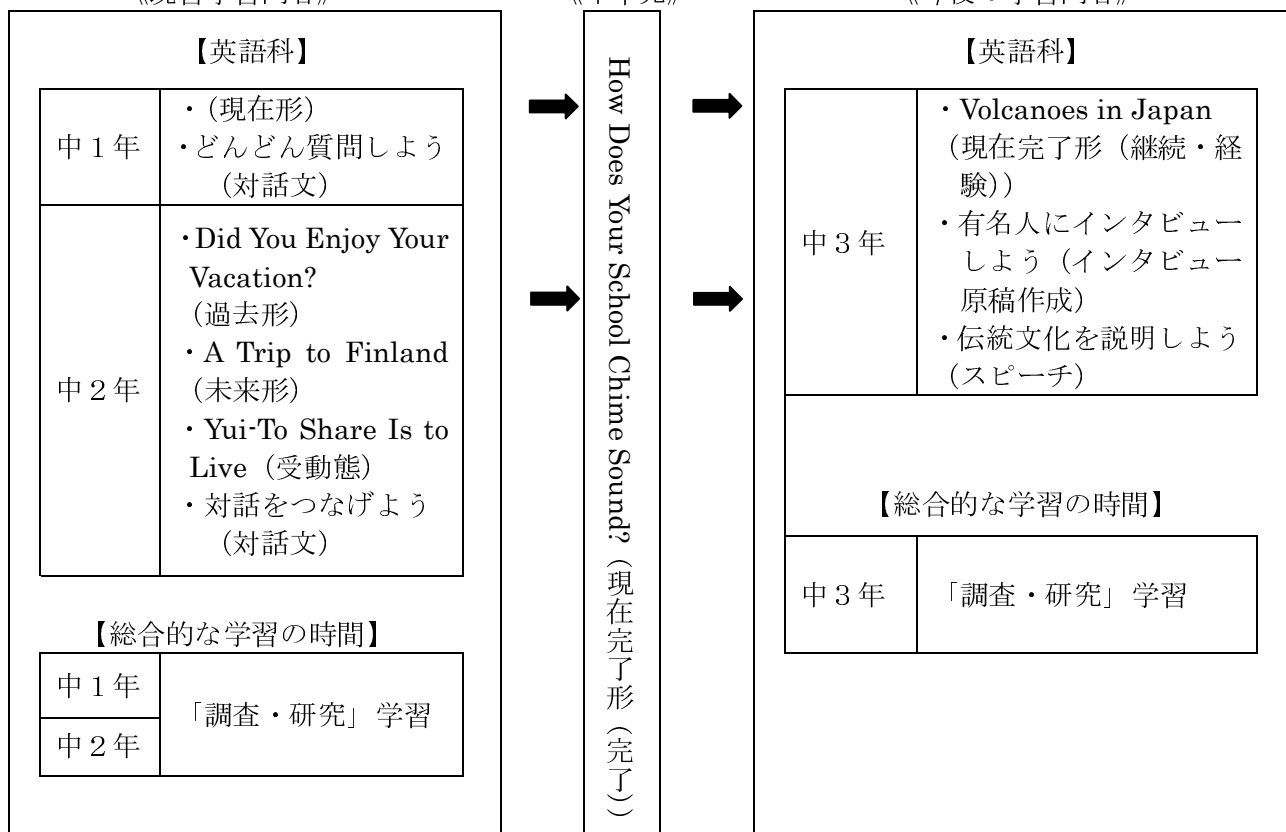 【英語科】
中1年
・(現在形)
・どんどん質問しよう
(対話文)
中2年
・Did You Enjoy Your
Vacation?
(過去形)
・A Trip to Finland
(未来形)
・Yui-To Share Is to
Live(受動態)
・対話をつなげよう
(対話文)
【総合的な学習の時間】
中1年
中2年
「調査・研究」学習
How Does Your School Chime Sound?(現在完了形(完了))
【英語科】
中3年
・Volcanoes in Japan
(現在完了形(継続・経
験))
・有名人にインタビュー
しよう(インタビュー
原稿作成)
・伝統文化を説明しよう
(スピーチ)
【総合的な学習の時間】
中3年
「調査・研究」学習